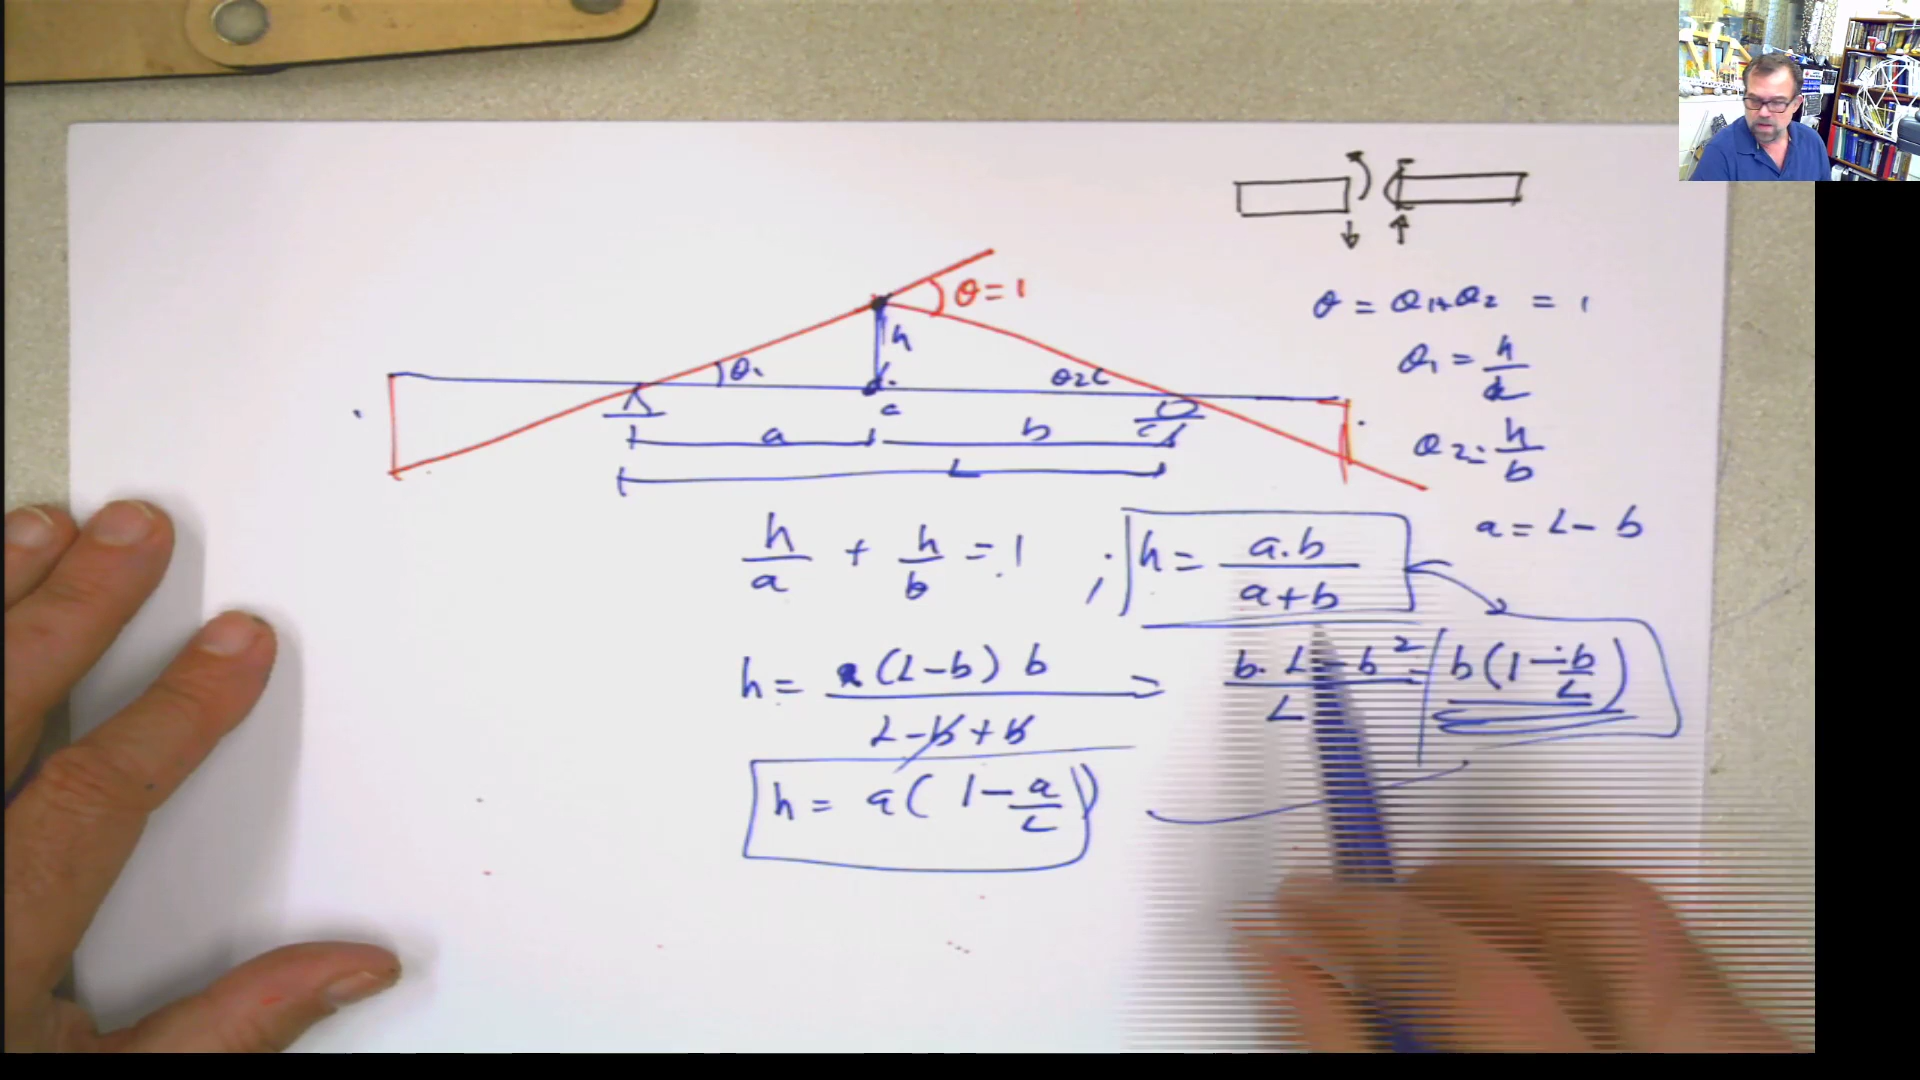 θ = 1
θ = θ1 + θ2 = 1
h
θ1 = h/a
θ1
θ2
c
a
b
θ2 = h/b
L
h/a + h/b = 1 ; h = a.b/a+b
a = L - b
h = (L-b) b / L-b+b = b.L-b²/L = b(1-b/L)
h = a(1-a/L)